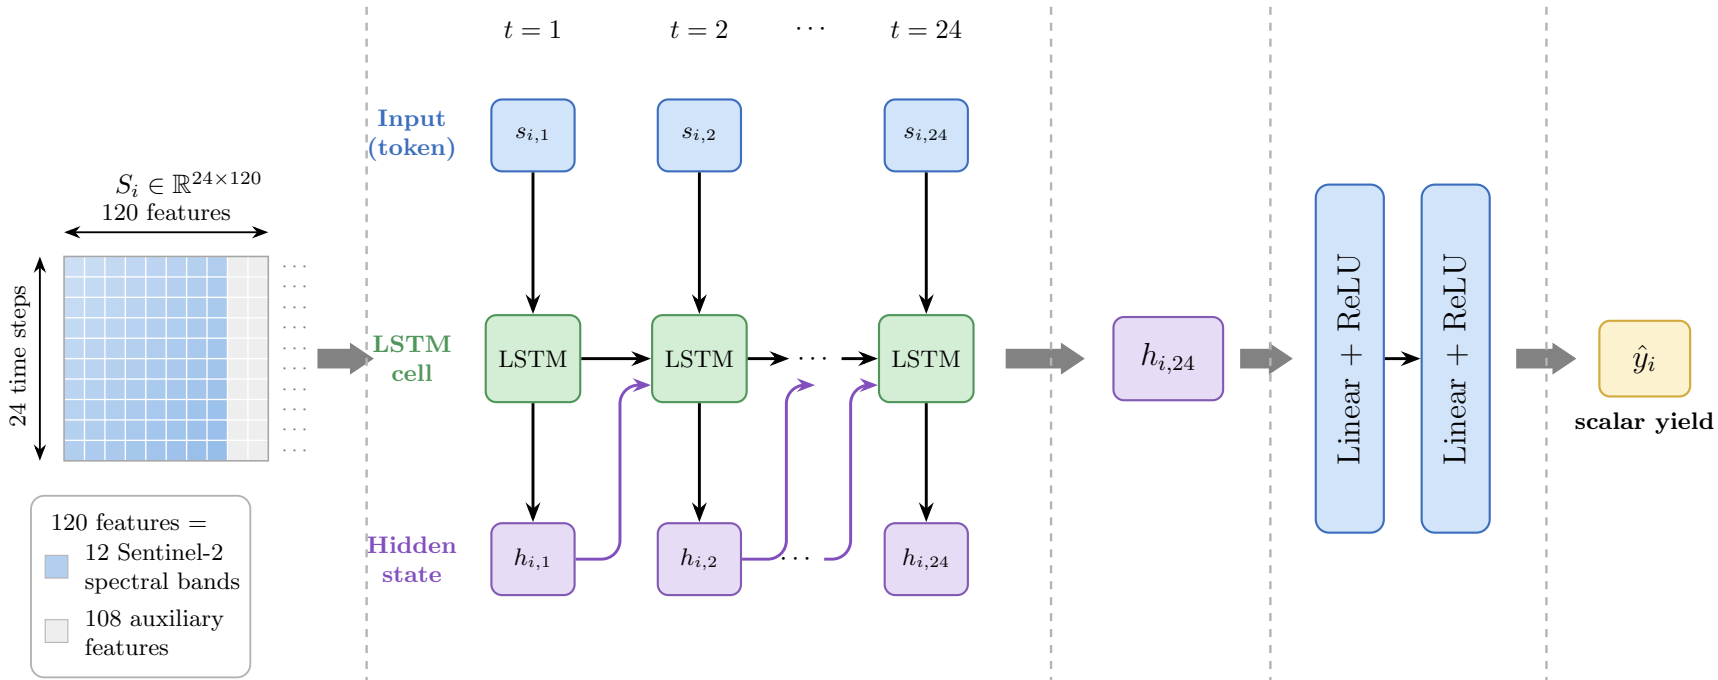 t = 1
t = 2
···
t = 24
Input
(token)
s_{i,1}
s_{i,2}
s_{i,24}
S_i ∈ ℝ^{24×120}
120 features
24 time steps
···
···
···
···
···
···
···
···
···
···
LSTM
cell
LSTM
LSTM
···
LSTM
Hidden
state
h_{i,1}
h_{i,2}
···
h_{i,24}
120 features =
12 Sentinel-2
spectral bands
108 auxiliary
features
h_{i,24}
Linear + ReLU
Linear + ReLU
ŷ_i
scalar yield